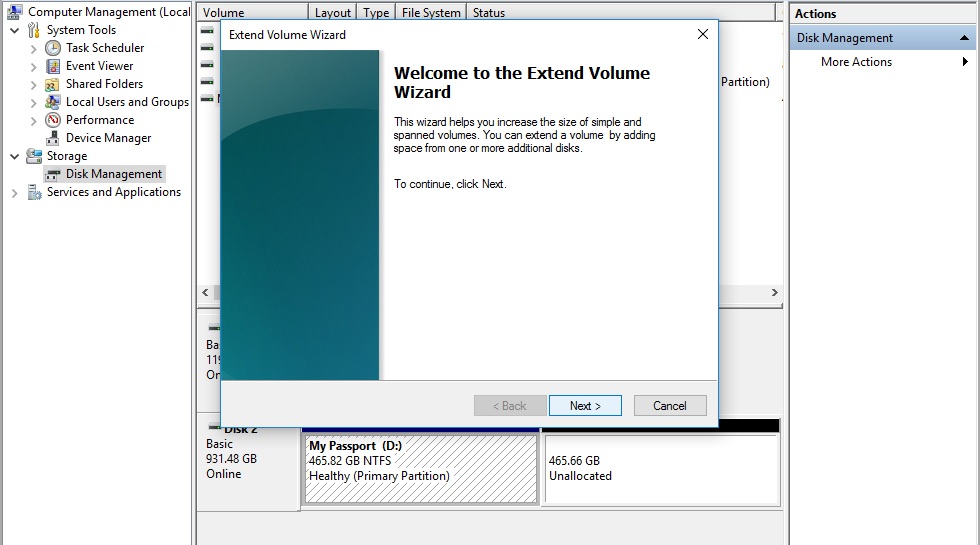 Computer Management (Local
System Tools
Task Scheduler
Event Viewer
Shared Folders
Local Users and Groups
Performance
Device Manager
Storage
Disk Management
Services and Applications
Volume Layout Type File System Status
Partition)
Extend Volume Wizard
Welcome to the Extend Volume
Wizard
This wizard helps you increase the size of simple and
spanned volumes. You can extend a volume by adding
space from one or more additional disks.
To continue, click Next.
< Back Next > Cancel
Disk 2
Basic
931.48 GB
Online
My Passport (D:)
465.82 GB NTFS
Healthy (Primary Partition)
465.66 GB
Unallocated
Actions
Disk Management
More Actions